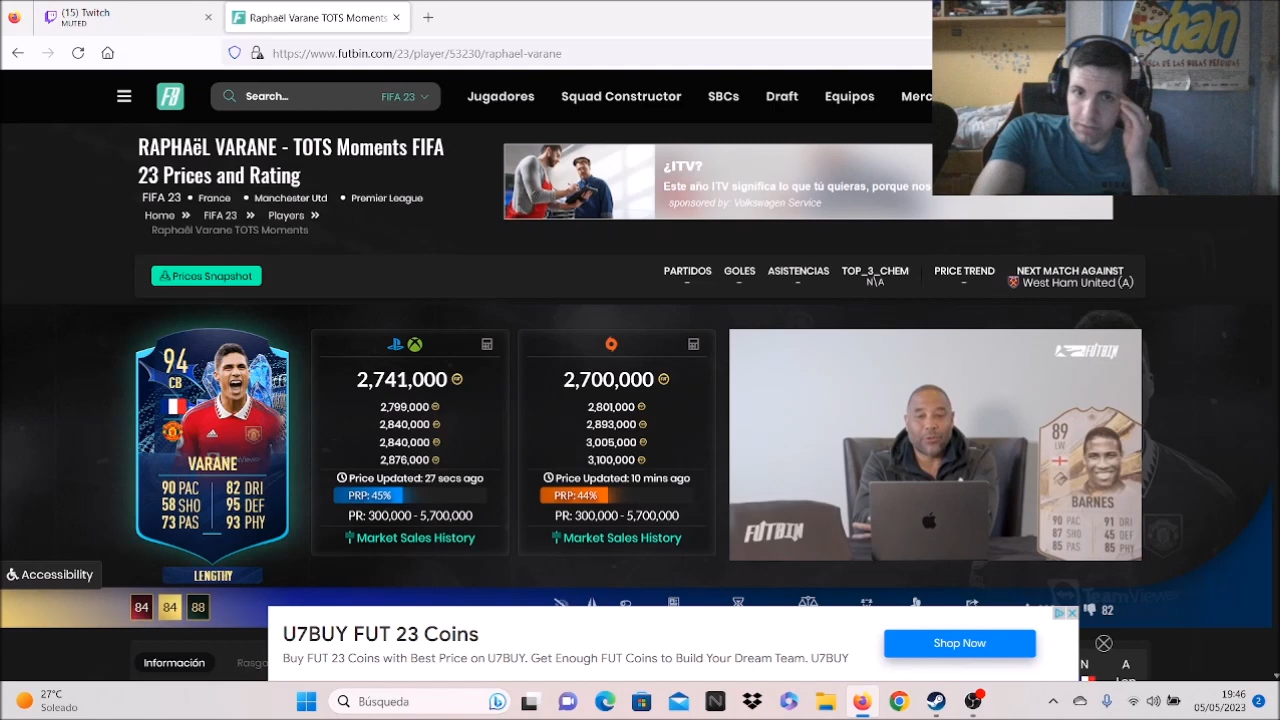 (15) Twitch
MUTED
Raphaël Varane TOTS Moments
https://www.futbin.com/23/player/53230/raphael-varane
Search...
FIFA 23
Jugadores
Squad Constructor
SBCs
Draft
Equipos
Merc
RAPHAëL VARANE - TOTS Moments FIFA
23 Prices and Rating
FIFA 23 • France • Manchester Utd • Premier League
Home » FIFA 23 » Players »
Raphaël Varane TOTS Moments
¿ITV?
Este año ITV significa lo que tú quieras, porque nos
sponsored by: Volkswagen Service
Prices Snapshot
PARTIDOS
GOLES
ASISTENCIAS
TOP_3_CHEM
PRICE TREND
NEXT MATCH AGAINST
-
-
-
N\A
-
West Ham United (A)
94
CB
VARANE
90 PAC 82 DRI
58 SHO 95 DEF
73 PAS 93 PHY
LENGTHY
2,741,000
2,799,000
2,840,000
2,840,000
2,876,000
Price Updated: 27 secs ago
PRP: 45%
PR: 300,000 - 5,700,000
Market Sales History
2,700,000
2,801,000
2,893,000
3,005,000
3,100,000
Price Updated: 10 mins ago
PRP: 44%
PR: 300,000 - 5,700,000
Market Sales History
FUTBIN
FUTBIN
89
LW
BARNES
90 PAC 91 DRI
87 SHO 45 DEF
85 PAS 85 PHY
Accessibility
84
84
88
TeamViewer
82
U7BUY FUT 23 Coins
Buy FUT 23 Coins with Best Price on U7BUY. Get Enough FUT Coins to Build Your Dream Team. U7BUY
Shop Now
Información
Rasgo
N
A
27°C
Soleado
Búsqueda
19:46
05/05/2023
2